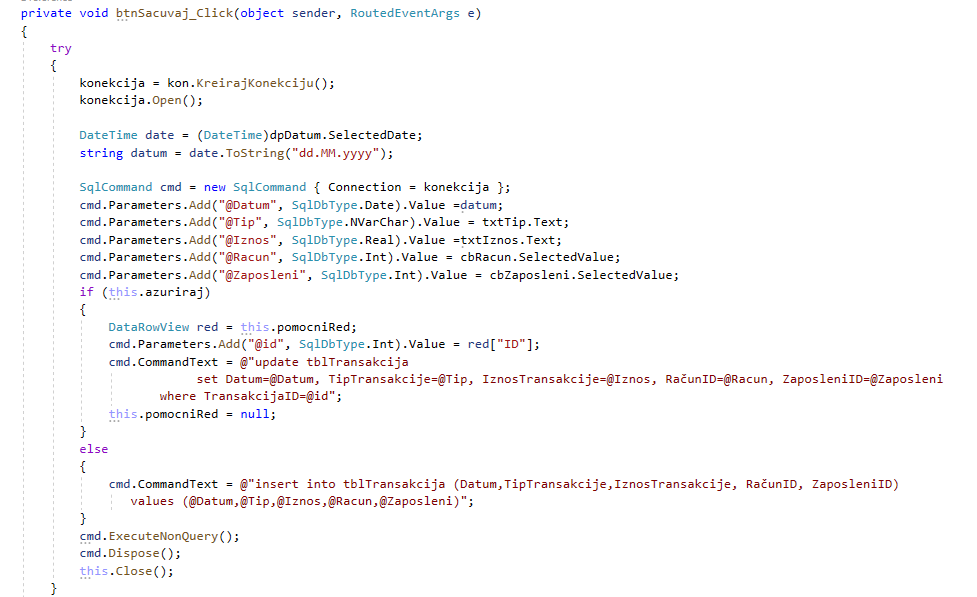 private void btnSacuvaj_Click(object sender, RoutedEventArgs e)
{
try
{
konekcija = kon.KreirajKonekciju();
konekcija.Open();
DateTime date = (DateTime)dpDatum.SelectedDate;
string datum = date.ToString("dd.MM.yyyy");
SqlCommand cmd = new SqlCommand { Connection = konekcija };
cmd.Parameters.Add("@Datum", SqlDbType.Date).Value =datum;
cmd.Parameters.Add("@Tip", SqlDbType.NVarChar).Value = txtTip.Text;
cmd.Parameters.Add("@Iznos", SqlDbType.Real).Value =txtIznos.Text;
cmd.Parameters.Add("@Racun", SqlDbType.Int).Value = cbRacun.SelectedValue;
cmd.Parameters.Add("@Zaposleni", SqlDbType.Int).Value = cbZaposleni.SelectedValue;
if (this.azuriraj)
{
DataRowView red = this.pomocniRed;
cmd.Parameters.Add("@id", SqlDbType.Int).Value = red["ID"];
cmd.CommandText = @"update tblTransakcija
set Datum=@Datum, TipTransakcije=@Tip, IznosTransakcije=@Iznos, RačunID=@Racun, ZaposleniID=@Zaposleni
where TransakcijaID=@id";
this.pomocniRed = null;
}
else
{
cmd.CommandText = @"insert into tblTransakcija (Datum,TipTransakcije,IznosTransakcije, RačunID, ZaposleniID)
values (@Datum,@Tip,@Iznos,@Racun,@Zaposleni)";
}
cmd.ExecuteNonQuery();
cmd.Dispose();
this.Close();
}